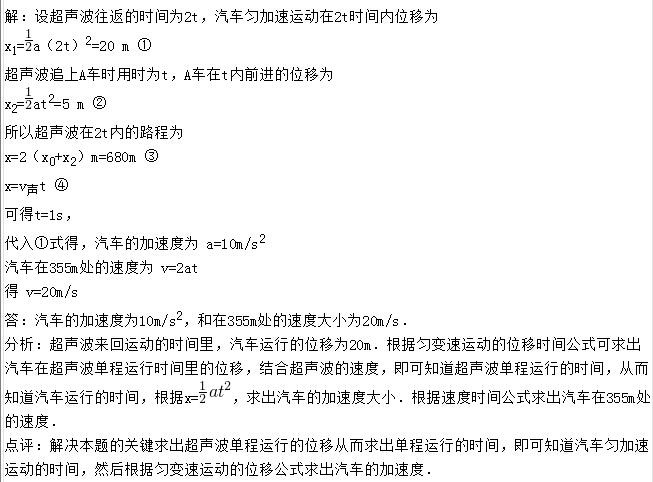 解：设超声波往返的时间为2t，汽车匀加速运动在2t时间内位移为
x₁=½a（2t）²=20 m ①
超声波追上A车时用时为t，A车在t内前进的位移为
x₂=½at²=5 m ②
所以超声波在2t内的路程为
x=2（x₀+x₂）m=680m ③
x=v声t ④
可得t=1s，
代入①式得，汽车的加速度为 a=10m/s²
汽车在355m处的速度为 v=2at
得 v=20m/s
答：汽车的加速度为10m/s²，和在355m处的速度大小为20m/s．
分析：超声波来回运动的时间里，汽车运行的位移为20m．根据匀变速运动的位移时间公式可求出
汽车在超声波单程运行时间里的位移，结合超声波的速度，即可知道超声波单程运行的时间，从而
知道汽车运行的时间，根据x=½at²，求出汽车的加速度大小．根据速度时间公式求出汽车在355m处
的速度．
点评：解决本题的关键求出超声波单程运行的位移从而求出单程运行的时间，即可知道汽车匀加速
运动的时间，然后根据匀变速运动的位移公式求出汽车的加速度．